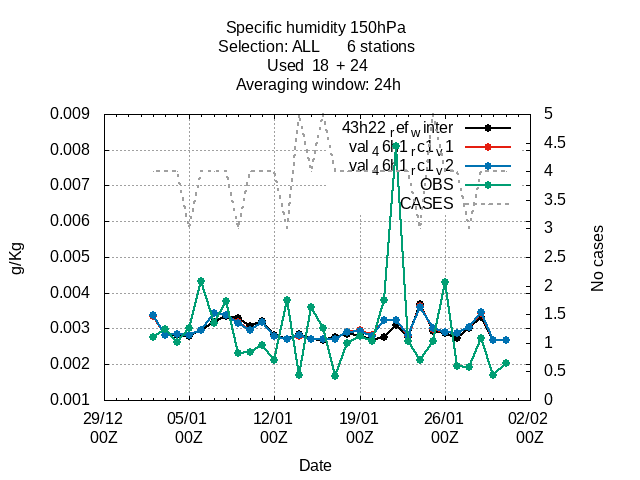 Specific humidity 150hPa
Selection: ALL 6 stations
Used 18 + 24
Averaging window: 24h
0.009
0.008
0.007
0.006
0.005
0.004
0.003
0.002
0.001
g/Kg
43h22refwinter
val46h1rc1v1
val46h1rc1v2
OBS
CASES
5
4.5
4
3.5
3
2.5
2
1.5
1
0.5
0
No cases
29/12 05/01 12/01 19/01 26/01 02/02
00Z 00Z 00Z 00Z 00Z 00Z
Date